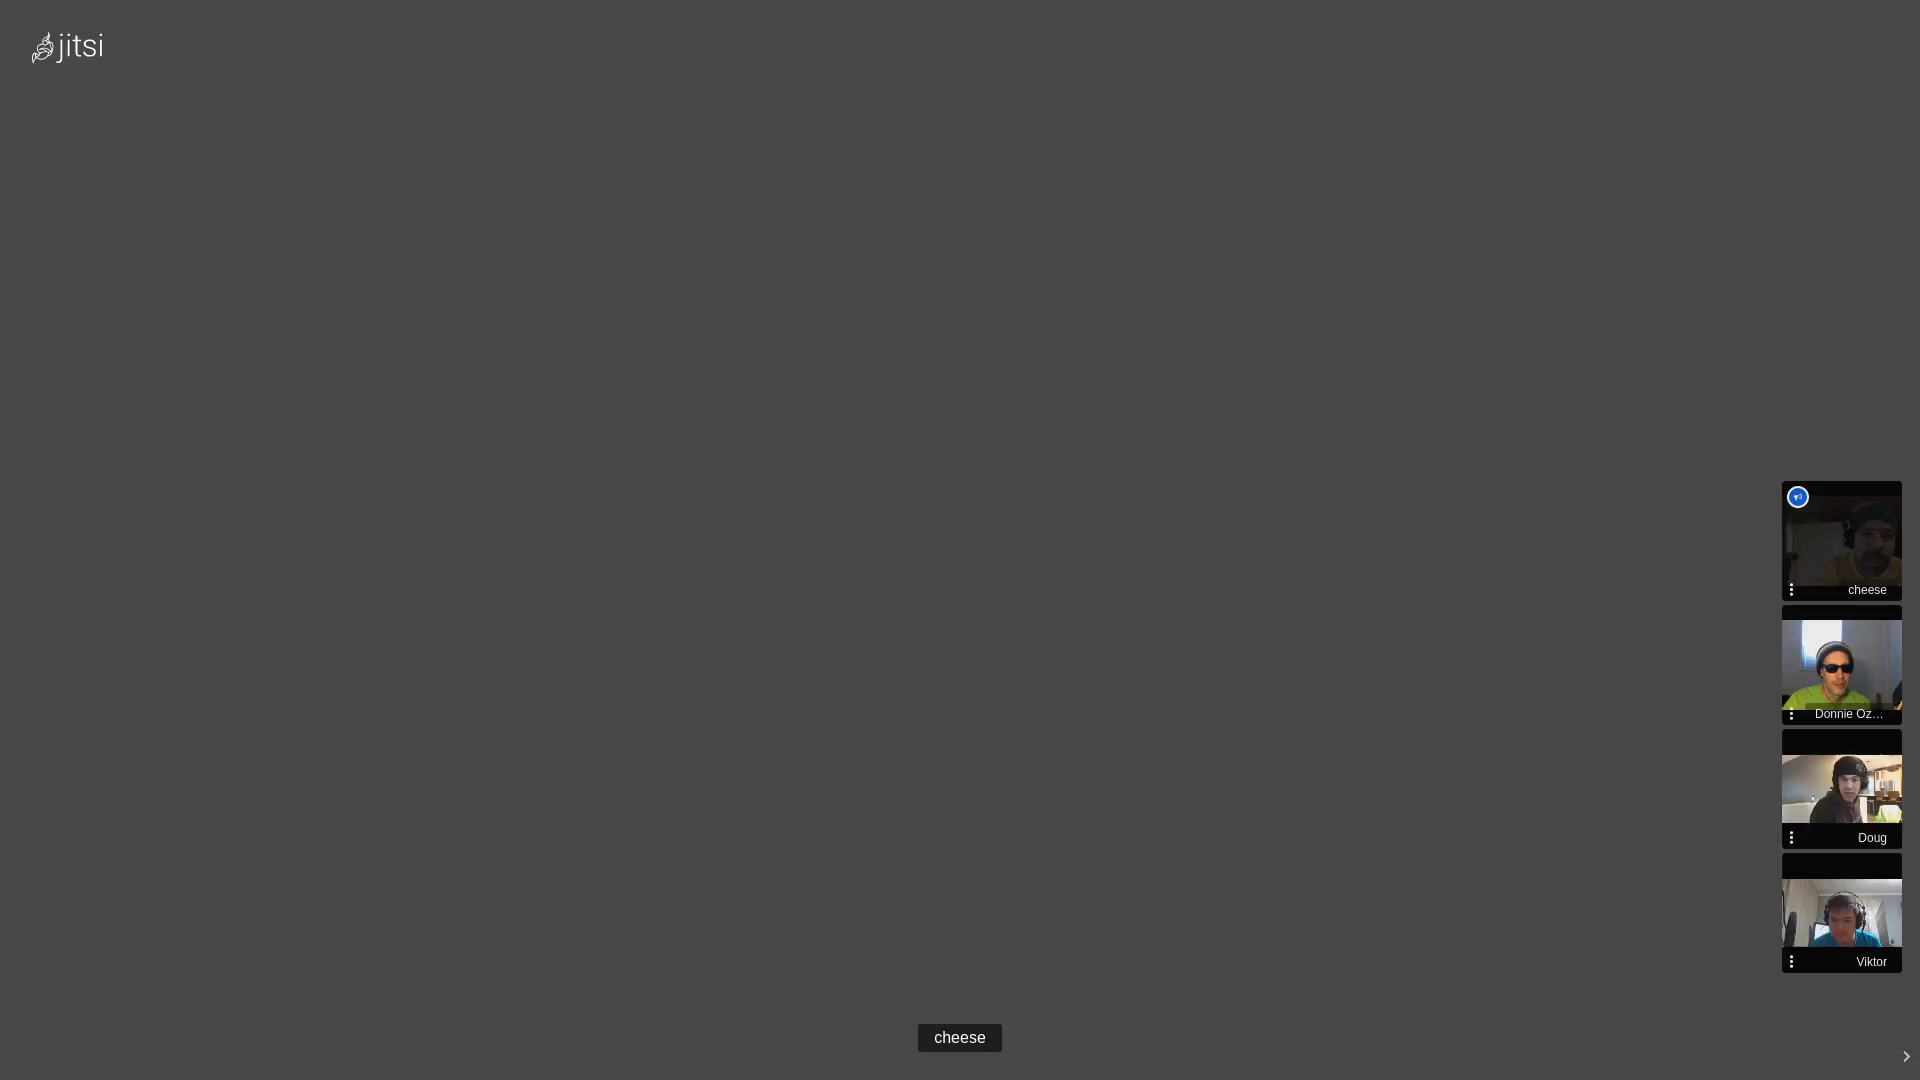 jitsi
cheese
Donnie Oz...
Doug
Viktor
cheese